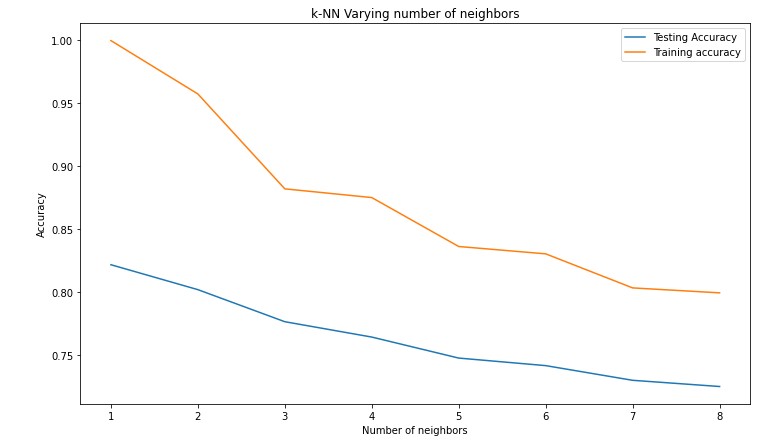 k-NN Varying number of neighbors
Testing Accuracy
Training accuracy
1.00
0.95
0.90
0.85
0.80
0.75
Accuracy
1 2 3 4 5 6 7 8
Number of neighbors